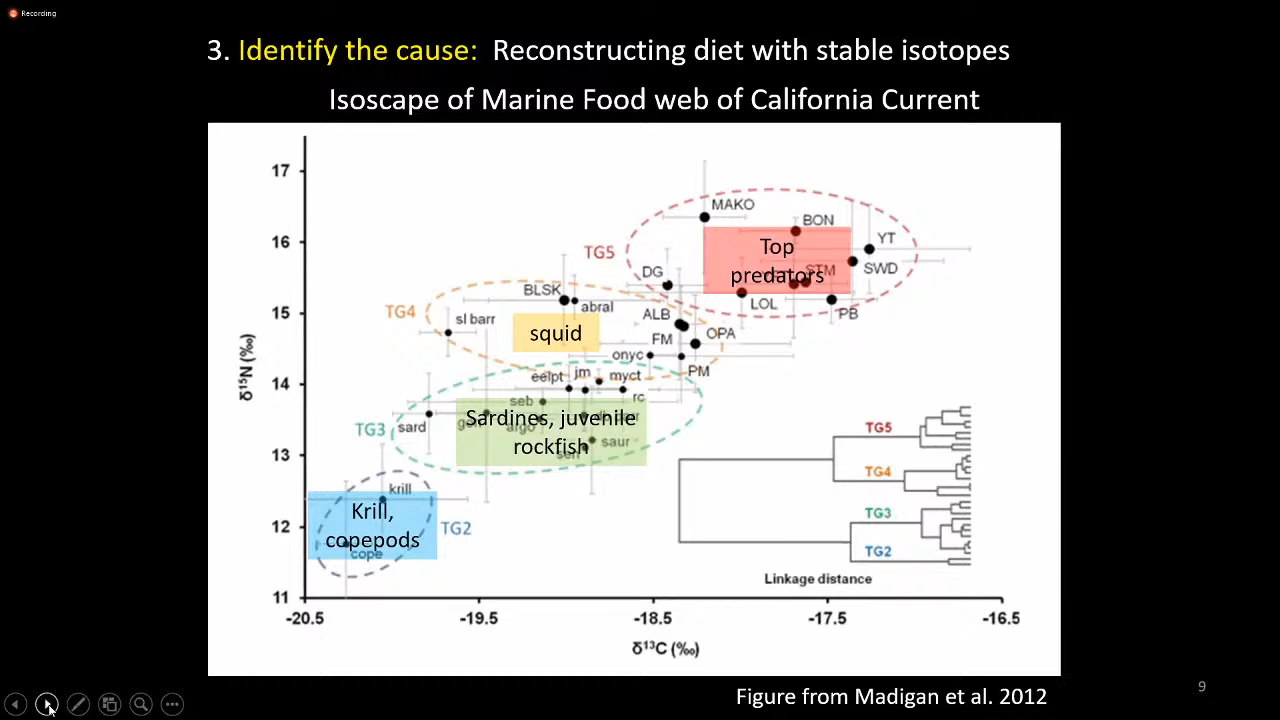 Recording
3. Identify the cause: Reconstructing diet with stable isotopes
Isoscape of Marine Food web of California Current
17
MAKO
BON
16
YT
TG5
Top
predators
STM
SWD
DG
BLSK
abral
LOL
PB
15
TG4
sl barr
ALB
squid
FM
OPA
onyc
PM
δ¹⁵N (‰)
14
jm
myct
rc
seb
Sardines, juvenile
rockfish
TG3
sard
saur
13
TG5
TG4
krill
Krill,
copepods
cope
TG2
12
TG3
TG2
Linkage distance
11
-20.5
-19.5
-18.5
-17.5
-16.5
δ¹³C (‰)
Figure from Madigan et al. 2012
9